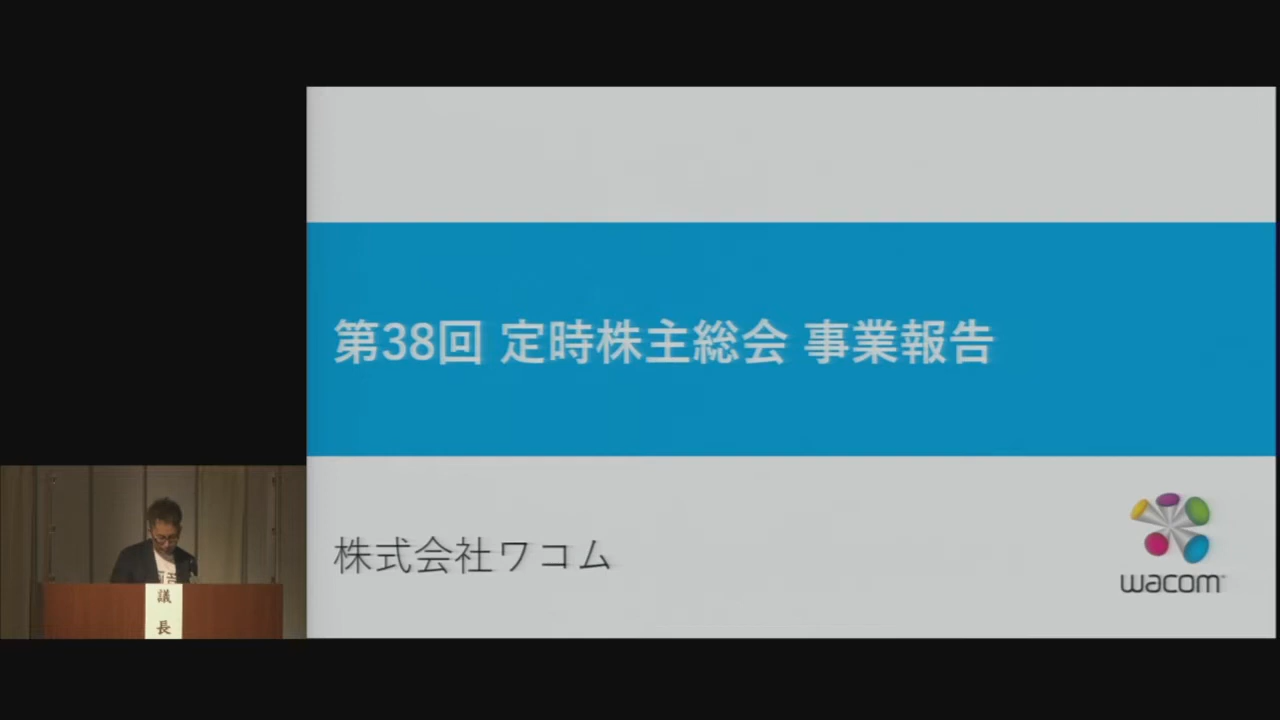 第38回 定時株主総会 事業報告
株式会社ワコム
wacom
議長